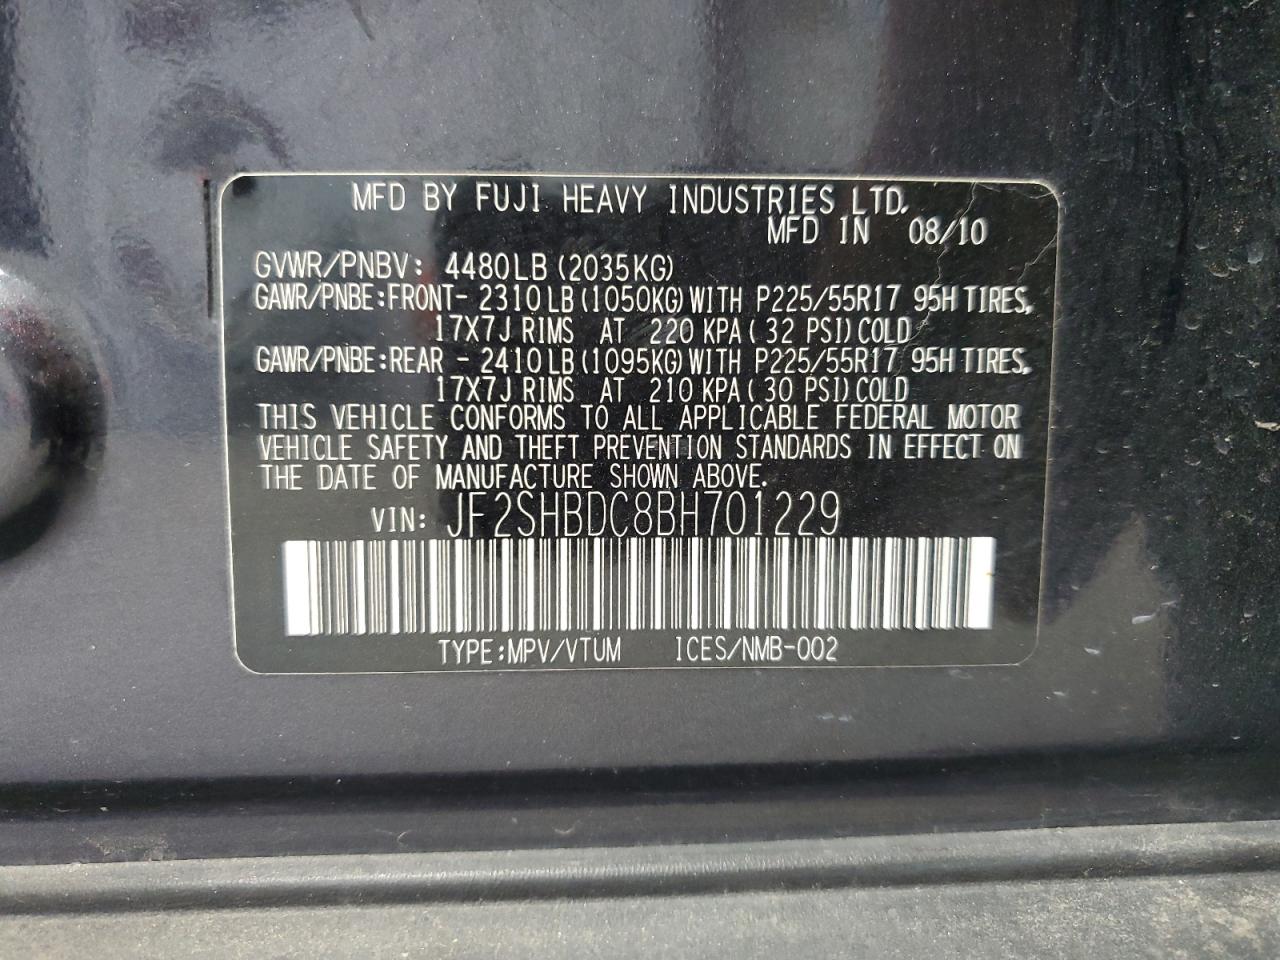 MFD BY FUJI HEAVY INDUSTRIES LTD.
MFD IN 08/10
GVWR/PNBV: 4480LB(2035KG)
GAWR/PNBE:FRONT- 2310LB(1050KG)WITH P225/55R17 95H TIRES,
17X7J RIMS AT 220 KPA(32 PSI)COLD
GAWR/PNBE:REAR - 2410LB(1095KG)WITH P225/55R17 95H TIRES,
17X7J RIMS AT 210 KPA(30 PSI)COLD
THIS VEHICLE CONFORMS TO ALL APPLICABLE FEDERAL MOTOR
VEHICLE SAFETY AND THEFT PREVENTION STANDARDS IN EFFECT ON
THE DATE OF MANUFACTURE SHOWN ABOVE.
VIN: JF2SHBDC8BH701229
TYPE:MPV/VTUM ICES/NMB-002